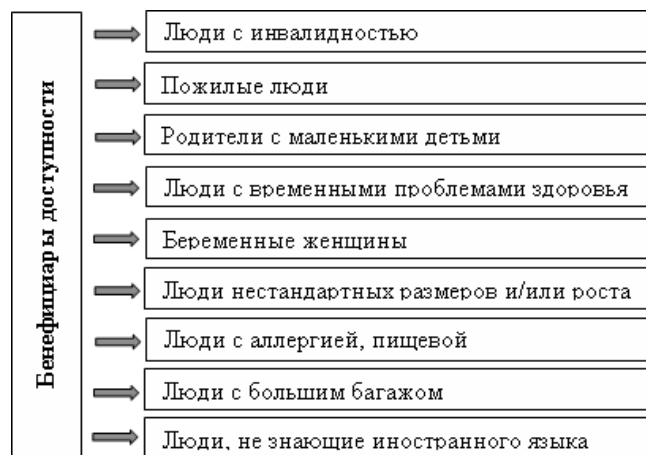 Бенефициары доступности
Люди с инвалидностью
Пожилые люди
Родители с маленькими детьми
Люди с временными проблемами здоровья
Беременные женщины
Люди нестандартных размеров и/или роста
Люди с аллергией, пищевой
Люди с большим багажом
Люди, не знающие иностранного языка